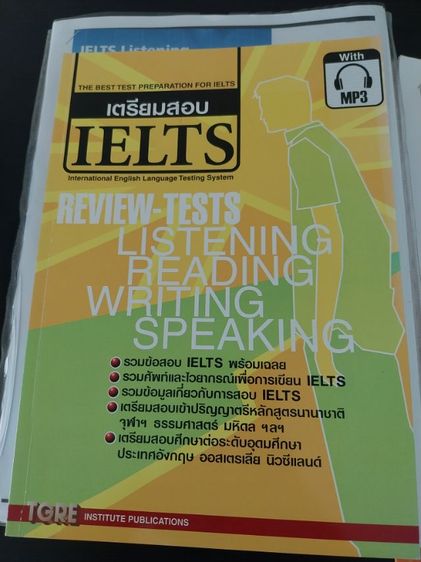 IELTS Listening
THE BEST TEST PREPARATION FOR IELTS
With
MP3
เตรียมสอบ
IELTS
International English Language Testing System
REVIEW-TESTS
LISTENING
READING
WRITING
SPEAKING
รวมข้อสอบ IELTS พร้อมเฉลย
รวมศัพท์และไวยากรณ์เพื่อการเขียน IELTS
รวมข้อมูลเกี่ยวกับการสอบ IELTS
เตรียมสอบเข้าปริญญาตรีหลักสูตรนานาชาติ
จุฬาฯ ธรรมศาสตร์ มหิดล ฯลฯ
เตรียมสอบศึกษาต่อระดับอุดมศึกษา
ประเทศอังกฤษ ออสเตรเลีย นิวซีแลนด์
TGRE INSTITUTE PUBLICATIONS